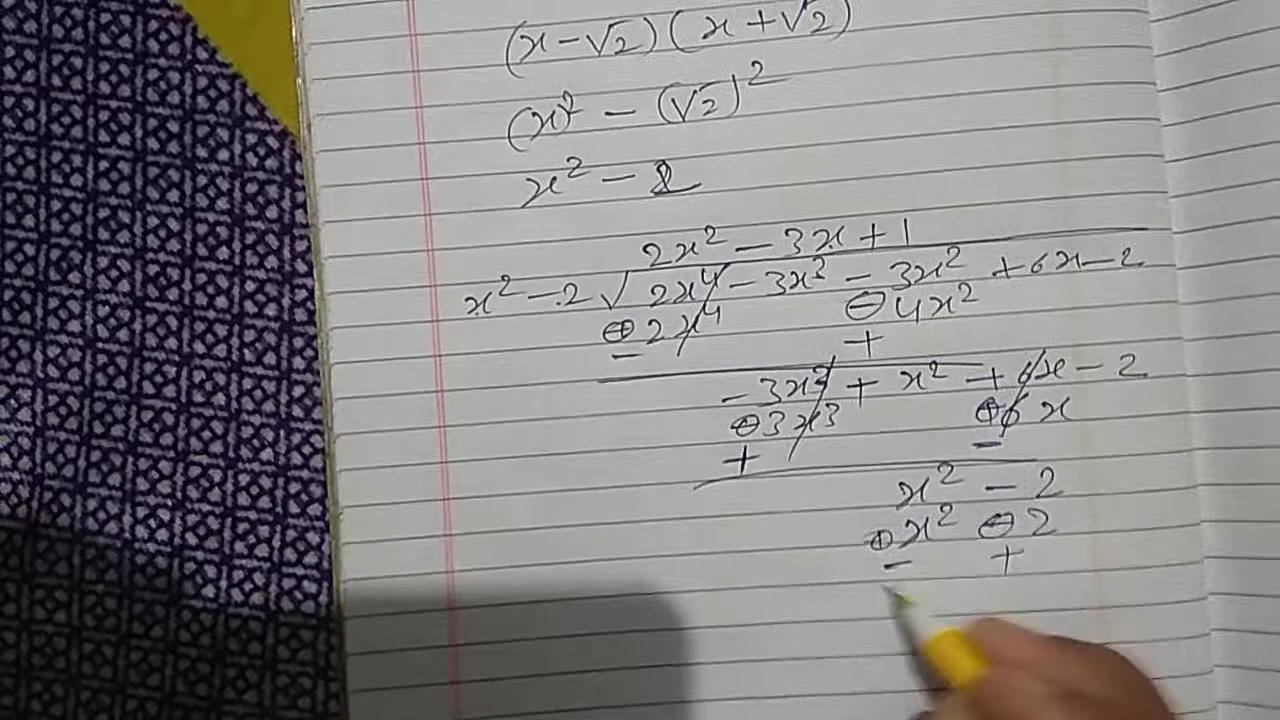 (x - √2) (x + √2)
(x)² - (√2)²
x² - 2
2x² - 3x + 1
x² - 2 √ 2x⁴ - 3x³ - 3x² + 6x - 2
⊕ 2x⁴ ⊖ 4x²
- +
- 3x³ + x² + 6x - 2
⊖ 3x³ ⊕ 6x
+ -
x² - 2
⊕ x² ⊖ 2
- +